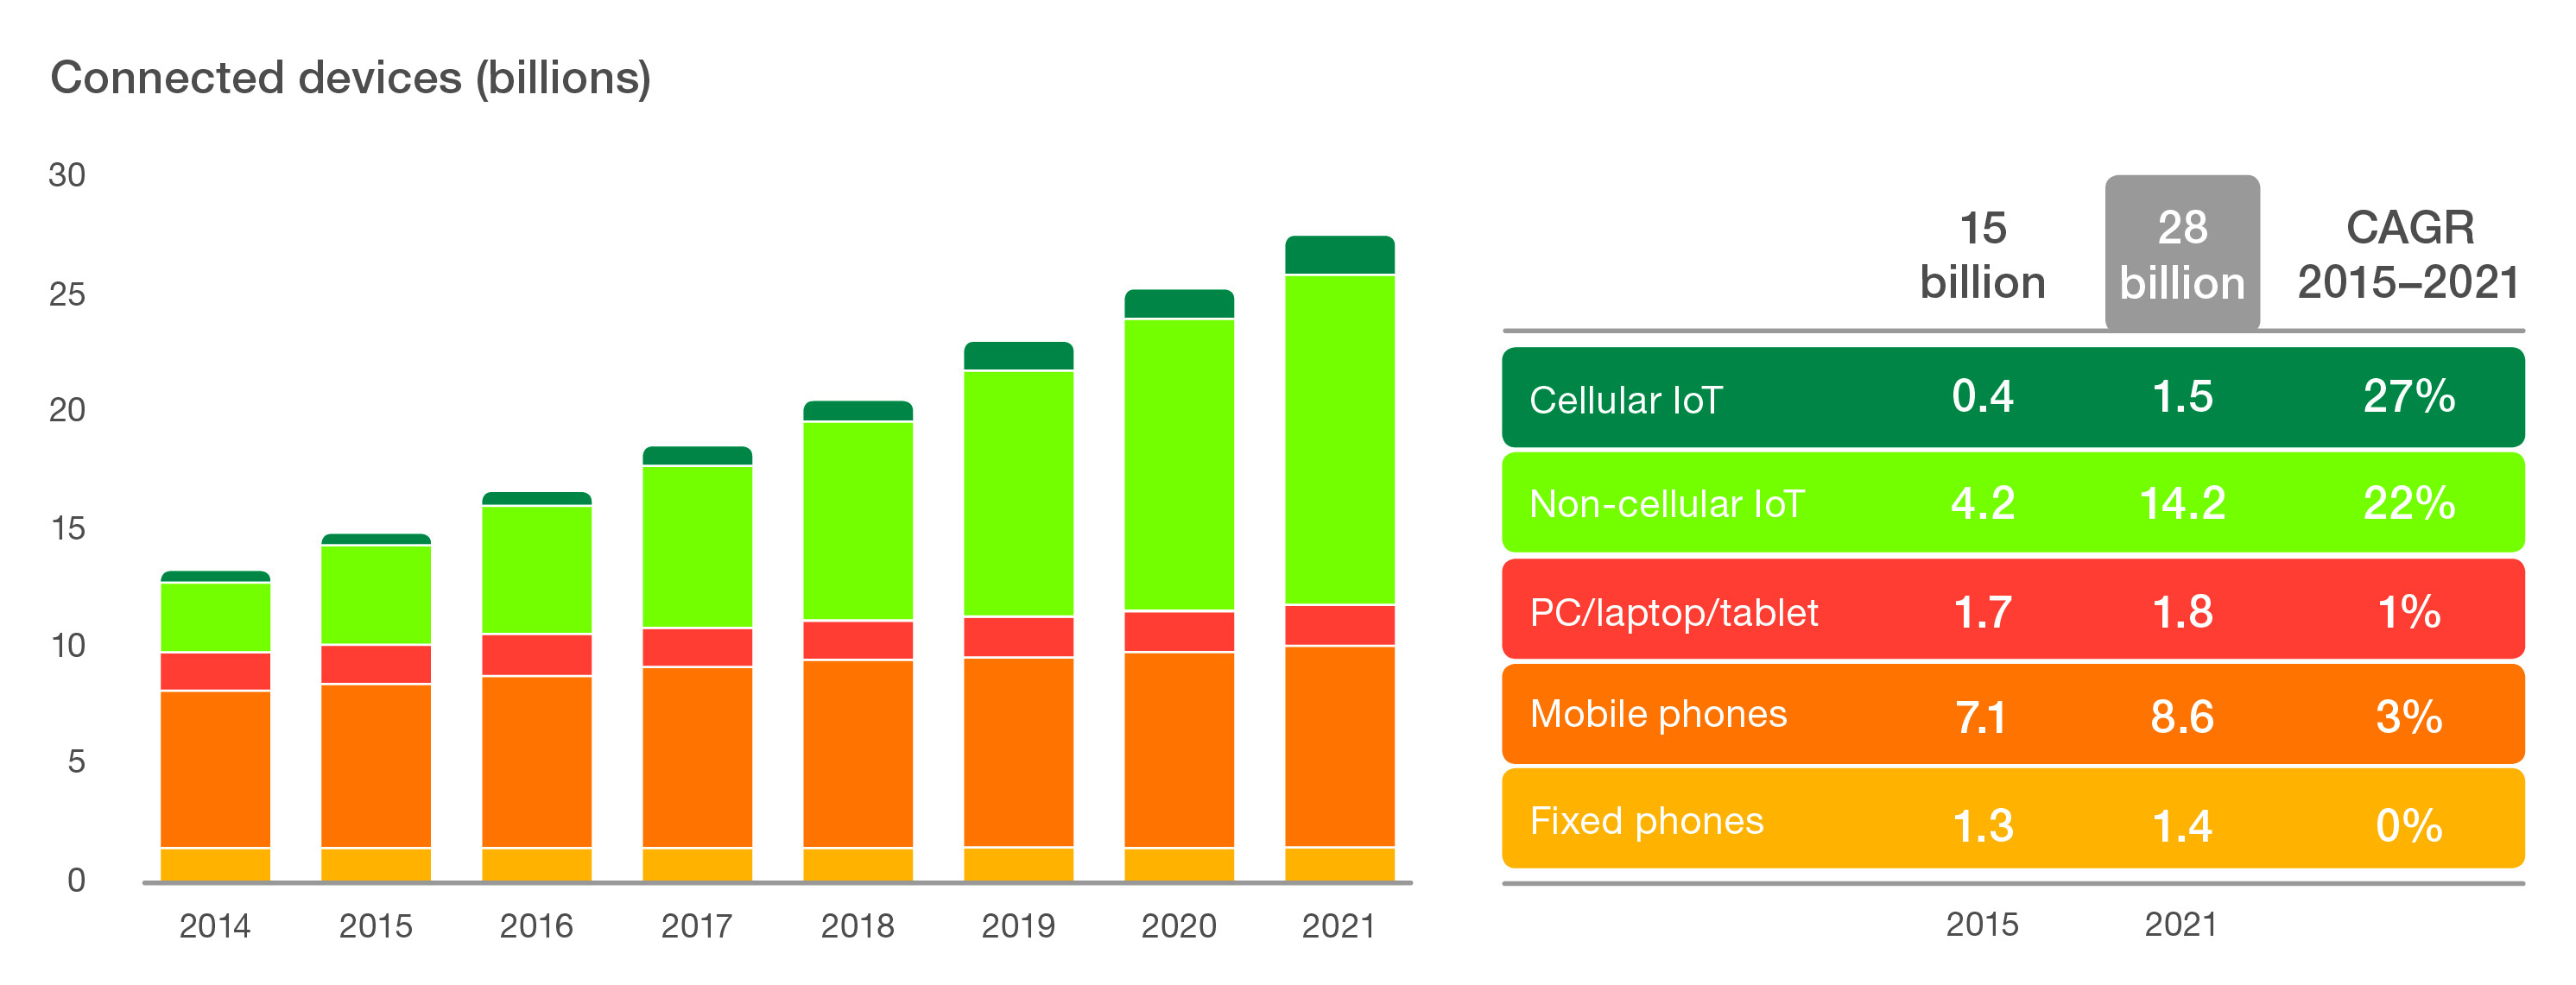 Connected devices (billions)
30
25
20
15
10
5
0
2014 2015 2016 2017 2018 2019 2020 2021
15 billion
28 billion
CAGR 2015–2021
Cellular IoT 0.4 1.5 27%
Non-cellular IoT 4.2 14.2 22%
PC/laptop/tablet 1.7 1.8 1%
Mobile phones 7.1 8.6 3%
Fixed phones 1.3 1.4 0%
2015 2021